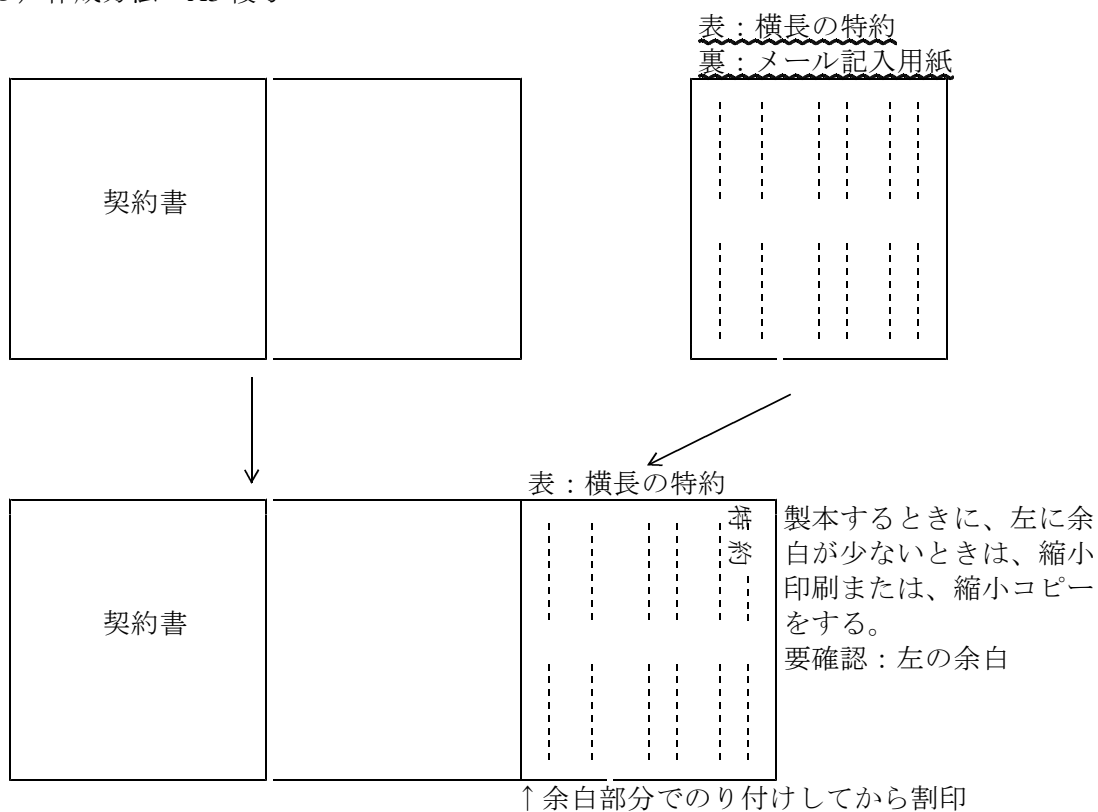 表：横長の特約
裏：メール記入用紙
契約書
表：横長の特約
特約
製本するときに、左に余
白が少ないときは、縮小
印刷または、縮小コピー
をする。
要確認：左の余白
契約書
↑余白部分でのり付けしてから割印